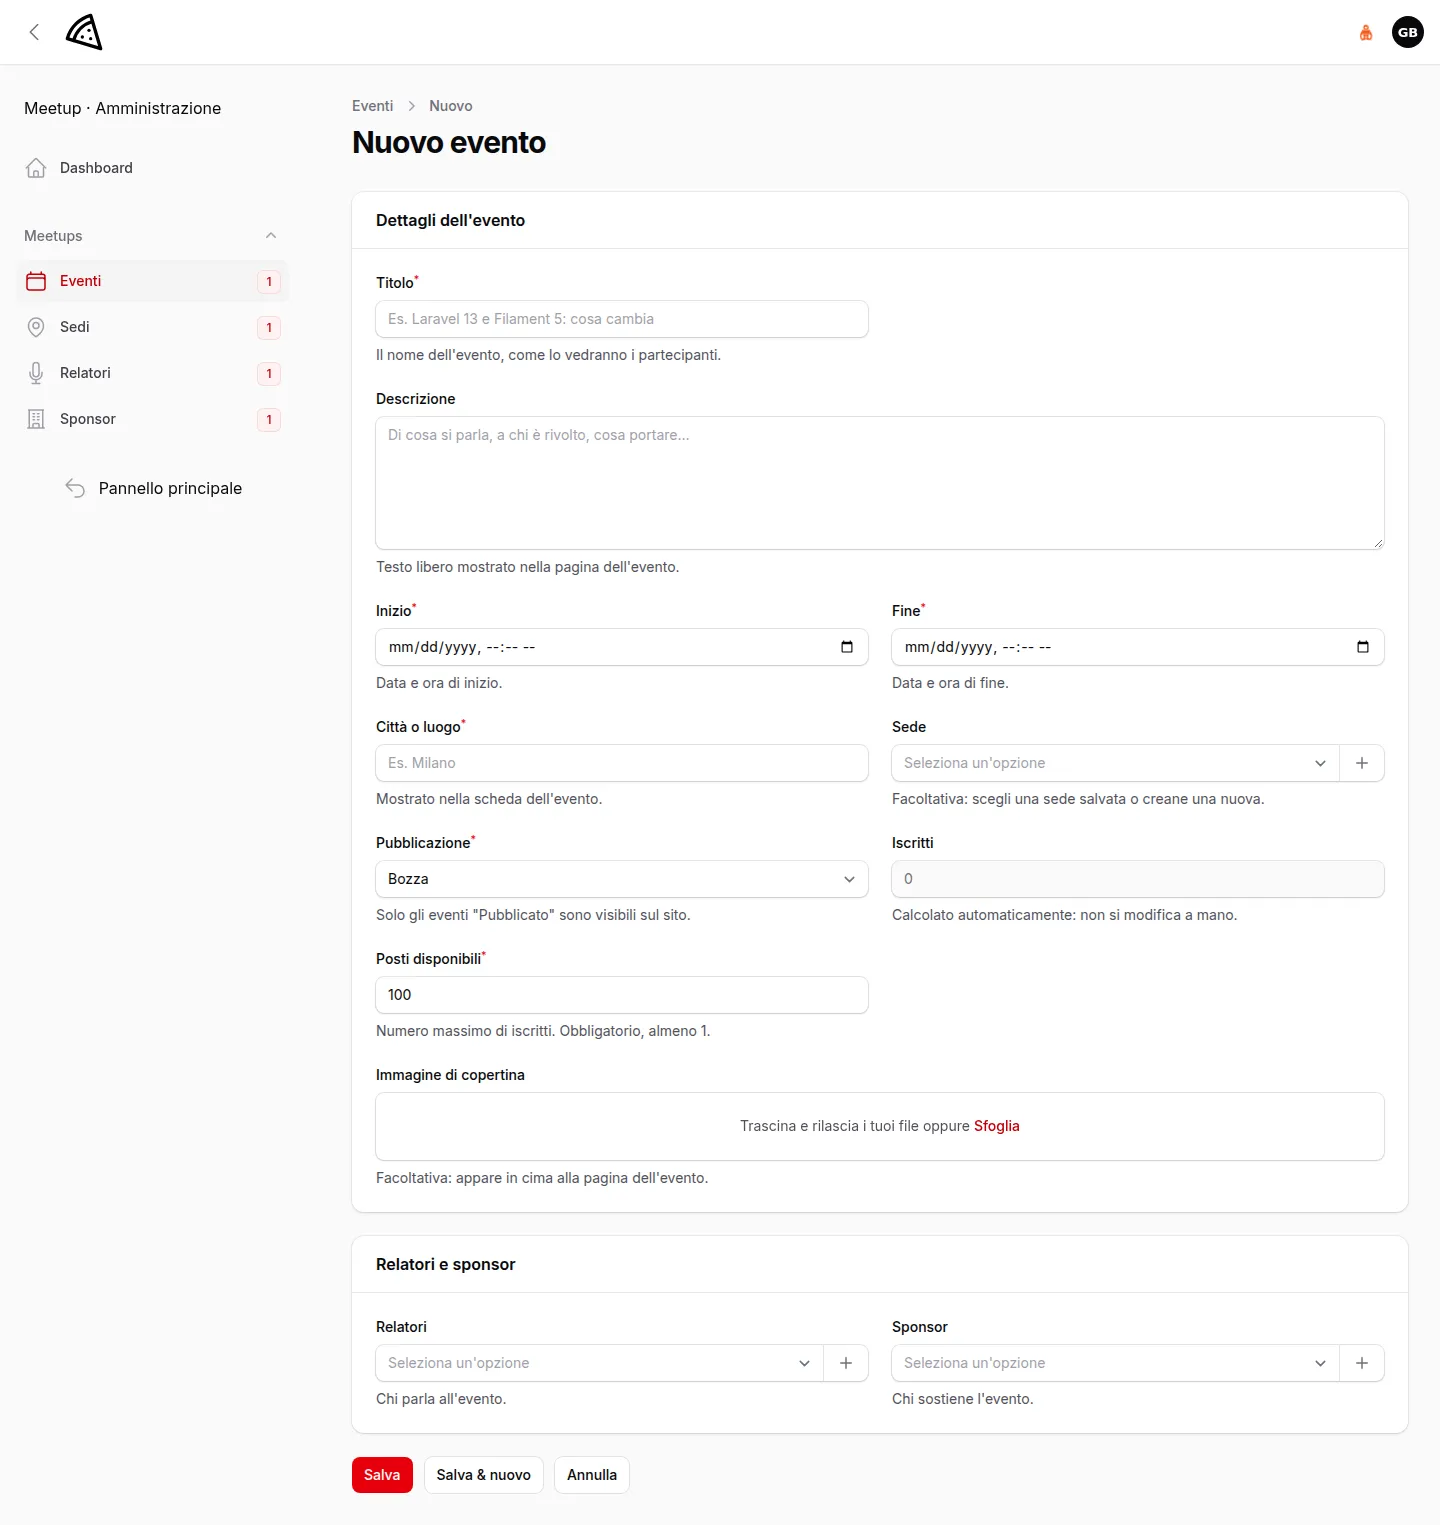 GB
Meetup · Amministrazione
Dashboard
Meetups
Eventi 1
Sedi 1
Relatori 1
Sponsor 1
Pannello principale
Eventi > Nuovo
Nuovo evento
Dettagli dell'evento
Titolo*
Es. Laravel 13 e Filament 5: cosa cambia
Il nome dell'evento, come lo vedranno i partecipanti.
Descrizione
Di cosa si parla, a chi è rivolto, cosa portare...
Testo libero mostrato nella pagina dell'evento.
Inizio* Fine*
mm/dd/yyyy, --:-- -- mm/dd/yyyy, --:-- --
Data e ora di inizio. Data e ora di fine.
Città o luogo* Sede
Es. Milano Seleziona un'opzione
Mostrato nella scheda dell'evento. Facoltativa: scegli una sede salvata o creane una nuova.
Pubblicazione* Iscritti
Bozza 0
Solo gli eventi "Pubblicato" sono visibili sul sito. Calcolato automaticamente: non si modifica a mano.
Posti disponibili*
100
Numero massimo di iscritti. Obbligatorio, almeno 1.
Immagine di copertina
Trascina e rilascia i tuoi file oppure Sfoglia
Facoltativa: appare in cima alla pagina dell'evento.
Relatori e sponsor
Relatori Sponsor
Seleziona un'opzione Seleziona un'opzione
Chi parla all'evento. Chi sostiene l'evento.
Salva Salva & nuovo Annulla